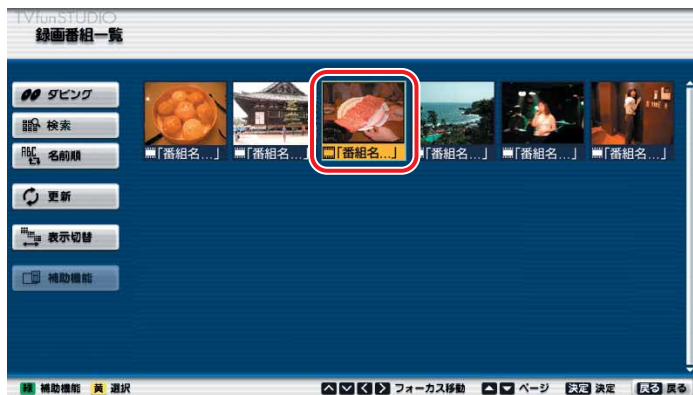 TVfunSTUDIO
録画番組一覧
ダビング
検索
ABC 名前順
更新
表示切替
補助機能
「番組名…」 「番組名…」 「番組名…」 「番組名…」 「番組名…」 「番組名…」
緑 補助機能 黄 選択 フォーカス移動 ページ 決定 決定 戻る 戻る